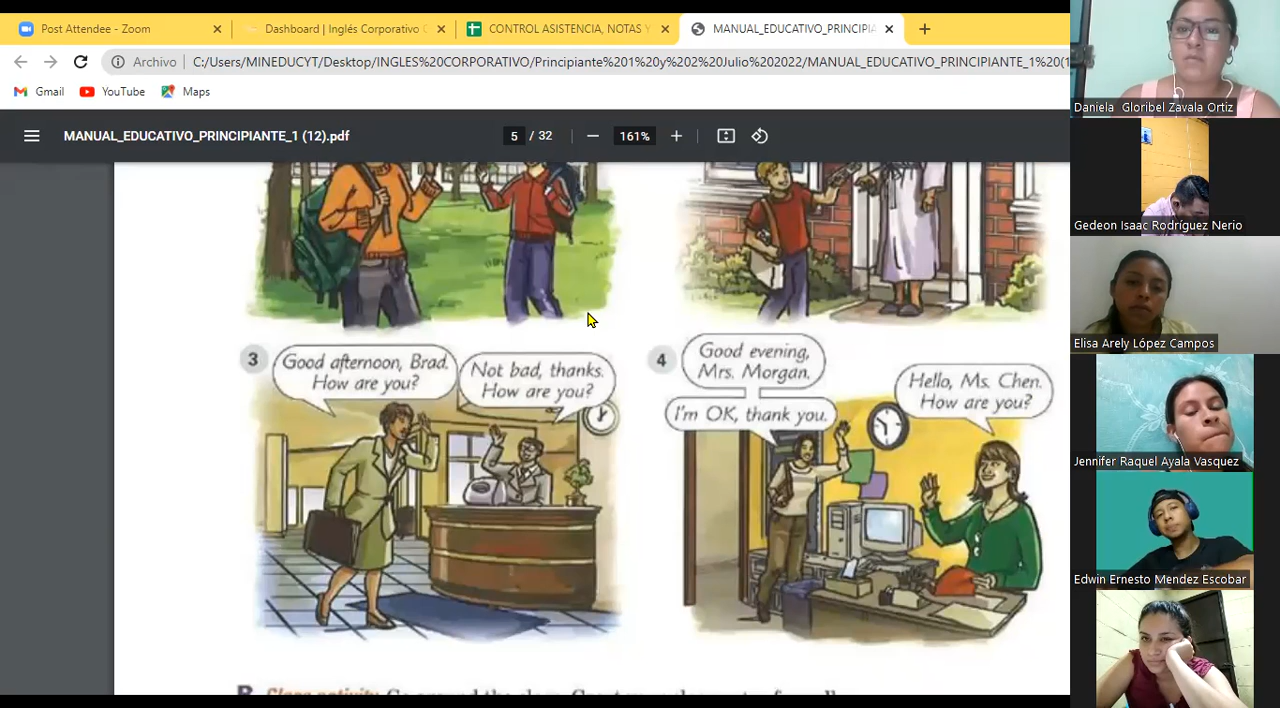 Post Attendee - Zoom
Dashboard | Inglés Corporativo
CONTROL ASISTENCIA, NOTAS Y
MANUAL_EDUCATIVO_PRINCIPIA
Archivo
C:/Users/MINEDUCYT/Desktop/INGLES%20CORPORATIVO/Principiante%201%20y%202%20Julio%202022/MANUAL_EDUCATIVO_PRINCIPIANTE_1%20(1
Gmail
YouTube
Maps
MANUAL_EDUCATIVO_PRINCIPIANTE_1 (12).pdf
5 / 32
161%
3
Good afternoon, Brad.
How are you?
Not bad, thanks.
How are you?
4
Good evening,
Mrs. Morgan.
Hello, Ms. Chen.
How are you?
I'm OK, thank you.
Daniela Gloribel Zavala Ortiz
Gedeon Isaac Rodríguez Nerio
Elisa Arely López Campos
Jennifer Raquel Ayala Vasquez
Edwin Ernesto Mendez Escobar